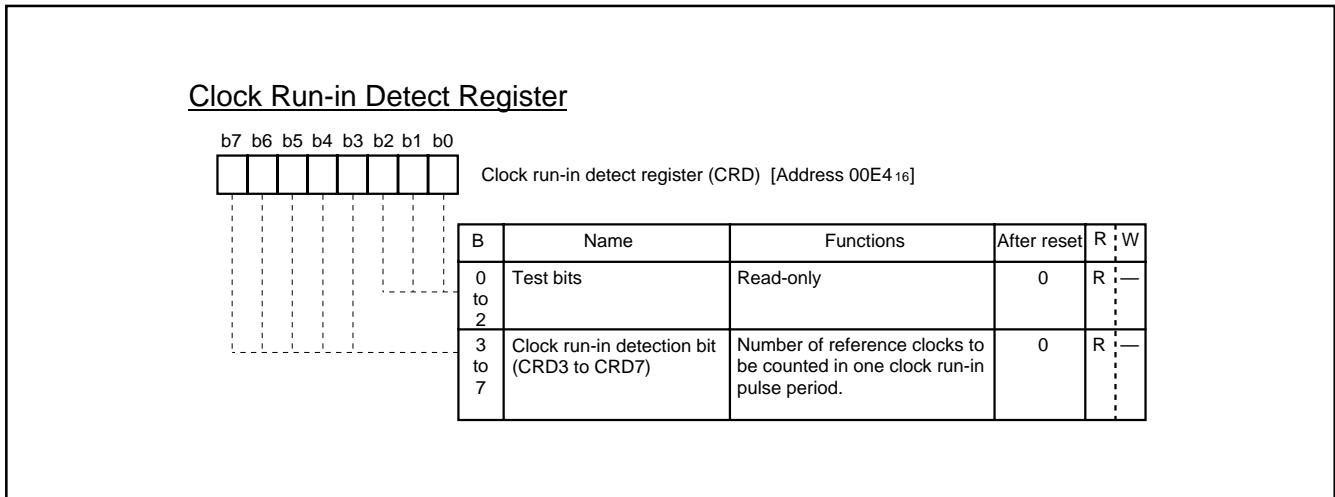 Clock Run-in Detect Register
b7 b6 b5 b4 b3 b2 b1 b0
Clock run-in detect register (CRD) [Address 00E4 16]
B Name Functions After reset R W
0 Test bits Read-only 0 R —
to
2
3 Clock run-in detection bit Number of reference clocks to 0 R —
to (CRD3 to CRD7) be counted in one clock run-in
7 pulse period.